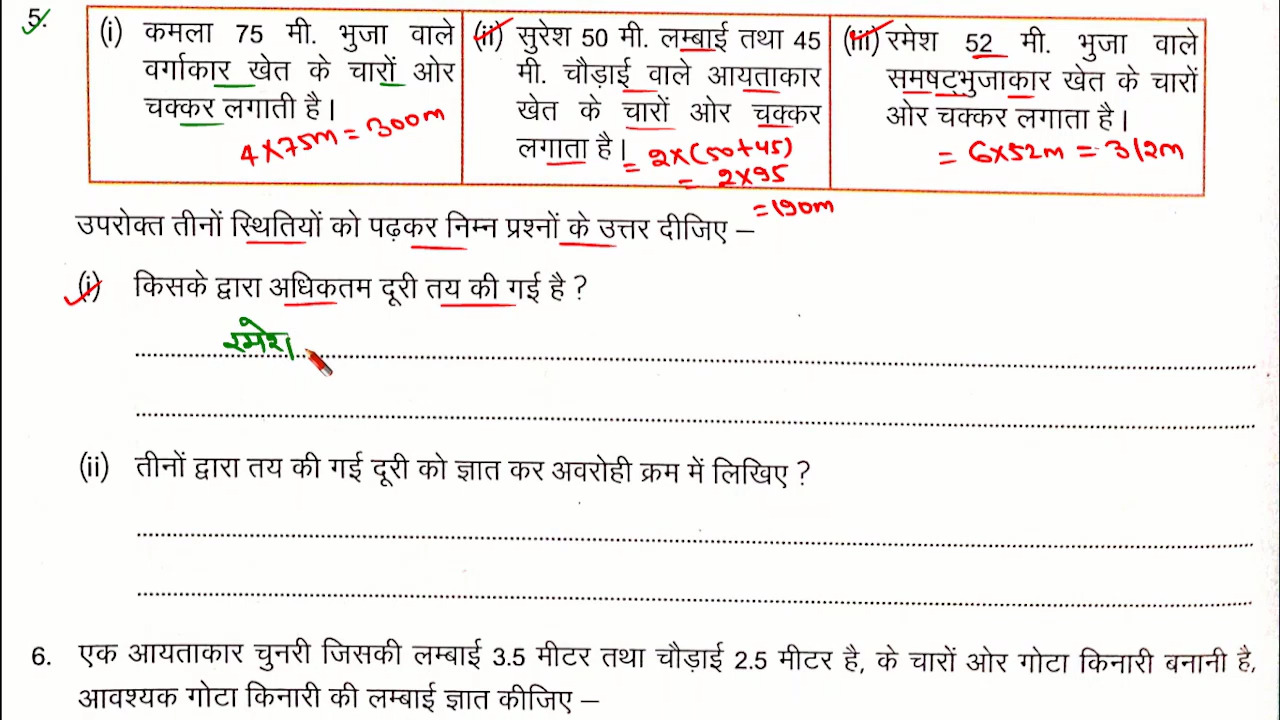 5.
(i) कमला 75 मी. भुजा वाले
वर्गाकार खेत के चारों ओर
चक्कर लगाती है।
4×75m = 300m
(ii) सुरेश 50 मी. लम्बाई तथा 45
मी. चौड़ाई वाले आयताकार
खेत के चारों ओर चक्कर
लगाता है।
= 2×(50+45)
= 2×95
=190m
(iii) रमेश 52 मी. भुजा वाले
समषट्भुजाकार खेत के चारों
ओर चक्कर लगाता है।
= 6×52m = 312m
उपरोक्त तीनों स्थितियों को पढ़कर निम्न प्रश्नों के उत्तर दीजिए –
(i) किसके द्वारा अधिकतम दूरी तय की गई है ?
रमेश
(ii) तीनों द्वारा तय की गई दूरी को ज्ञात कर अवरोही क्रम में लिखिए ?
6. एक आयताकार चुनरी जिसकी लम्बाई 3.5 मीटर तथा चौड़ाई 2.5 मीटर है, के चारों ओर गोटा किनारी बनानी है,
आवश्यक गोटा किनारी की लम्बाई ज्ञात कीजिए –